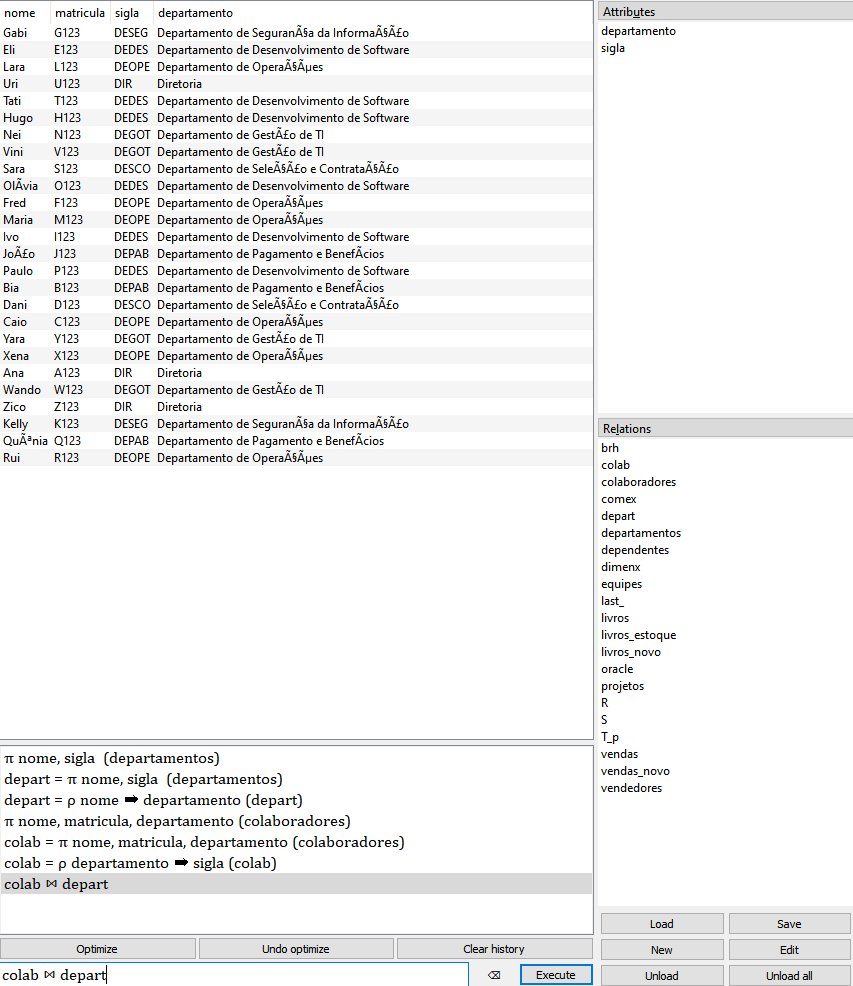 nome matricula sigla departamento
Gabi G123 DESEG Departamento de SeguranÃ§a da InformaÃ§Ã£o
Eli E123 DEDES Departamento de Desenvolvimento de Software
Lara L123 DEOPE Departamento de OperaÃ§Ãµes
Uri U123 DIR Diretoria
Tati T123 DEDES Departamento de Desenvolvimento de Software
Hugo H123 DEDES Departamento de Desenvolvimento de Software
Nei N123 DEGOT Departamento de GestÃ£o de TI
Vini V123 DEGOT Departamento de GestÃ£o de TI
Sara S123 DESCO Departamento de SeleÃ§Ã£o e ContrataÃ§Ã£o
OlÃ­via O123 DEDES Departamento de Desenvolvimento de Software
Fred F123 DEOPE Departamento de OperaÃ§Ãµes
Maria M123 DEOPE Departamento de OperaÃ§Ãµes
Ivo I123 DEDES Departamento de Desenvolvimento de Software
JoÃ£o J123 DEPAB Departamento de Pagamento e BenefÃ­cios
Paulo P123 DEDES Departamento de Desenvolvimento de Software
Bia B123 DEPAB Departamento de Pagamento e BenefÃ­cios
Dani D123 DESCO Departamento de SeleÃ§Ã£o e ContrataÃ§Ã£o
Caio C123 DEOPE Departamento de OperaÃ§Ãµes
Yara Y123 DEGOT Departamento de GestÃ£o de TI
Xena X123 DEOPE Departamento de OperaÃ§Ãµes
Ana A123 DIR Diretoria
Wando W123 DEGOT Departamento de GestÃ£o de TI
Zico Z123 DIR Diretoria
Kelly K123 DESEG Departamento de SeguranÃ§a da InformaÃ§Ã£o
QuÃªnia Q123 DEPAB Departamento de Pagamento e BenefÃ­cios
Rui R123 DEOPE Departamento de OperaÃ§Ãµes
π nome, sigla (departamentos)
depart = π nome, sigla (departamentos)
depart = ρ nome ➡ departamento (depart)
π nome, matricula, departamento (colaboradores)
colab = π nome, matricula, departamento (colaboradores)
colab = ρ departamento ➡ sigla (colab)
colab ⋈ depart
Optimize Undo optimize Clear history
colab ⋈ depart ⌫ Execute
Attributes
departamento
sigla
Relations
brh
colab
colaboradores
comex
depart
departamentos
dependentes
dimenx
equipes
last_
livros
livros_estoque
livros_novo
oracle
projetos
R
S
T_p
vendas
vendas_novo
vendedores
Load Save
New Edit
Unload Unload all